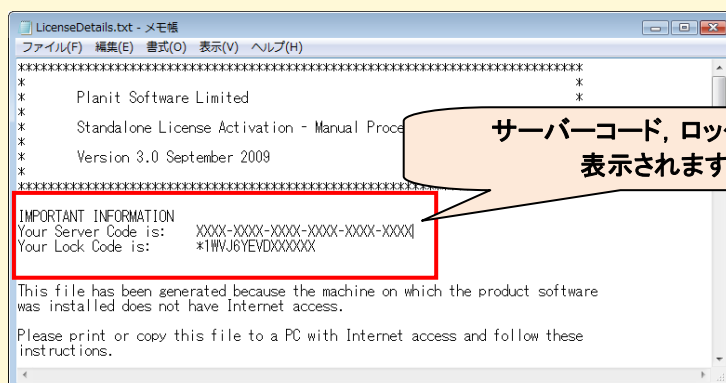 LicenseDetails.txt - メモ帳
ファイル(F) 編集(E) 書式(O) 表示(V) ヘルプ(H)
******************************************************************************
* *
* Planit Software Limited *
*
* Standalone License Activation - Manual Proce
*
* Version 3.0 September 2009
*
******************************************************************************
サーバーコード, ロッ
表示されます
IMPORTANT INFORMATION
Your Server Code is: XXXX-XXXX-XXXX-XXXX-XXXX-XXXX
Your Lock Code is: *1WVJ6YEVDXXXXXX
This file has been generated because the machine on which the product software
was installed does not have Internet access.
Please print or copy this file to a PC with Internet access and follow these
instructions.